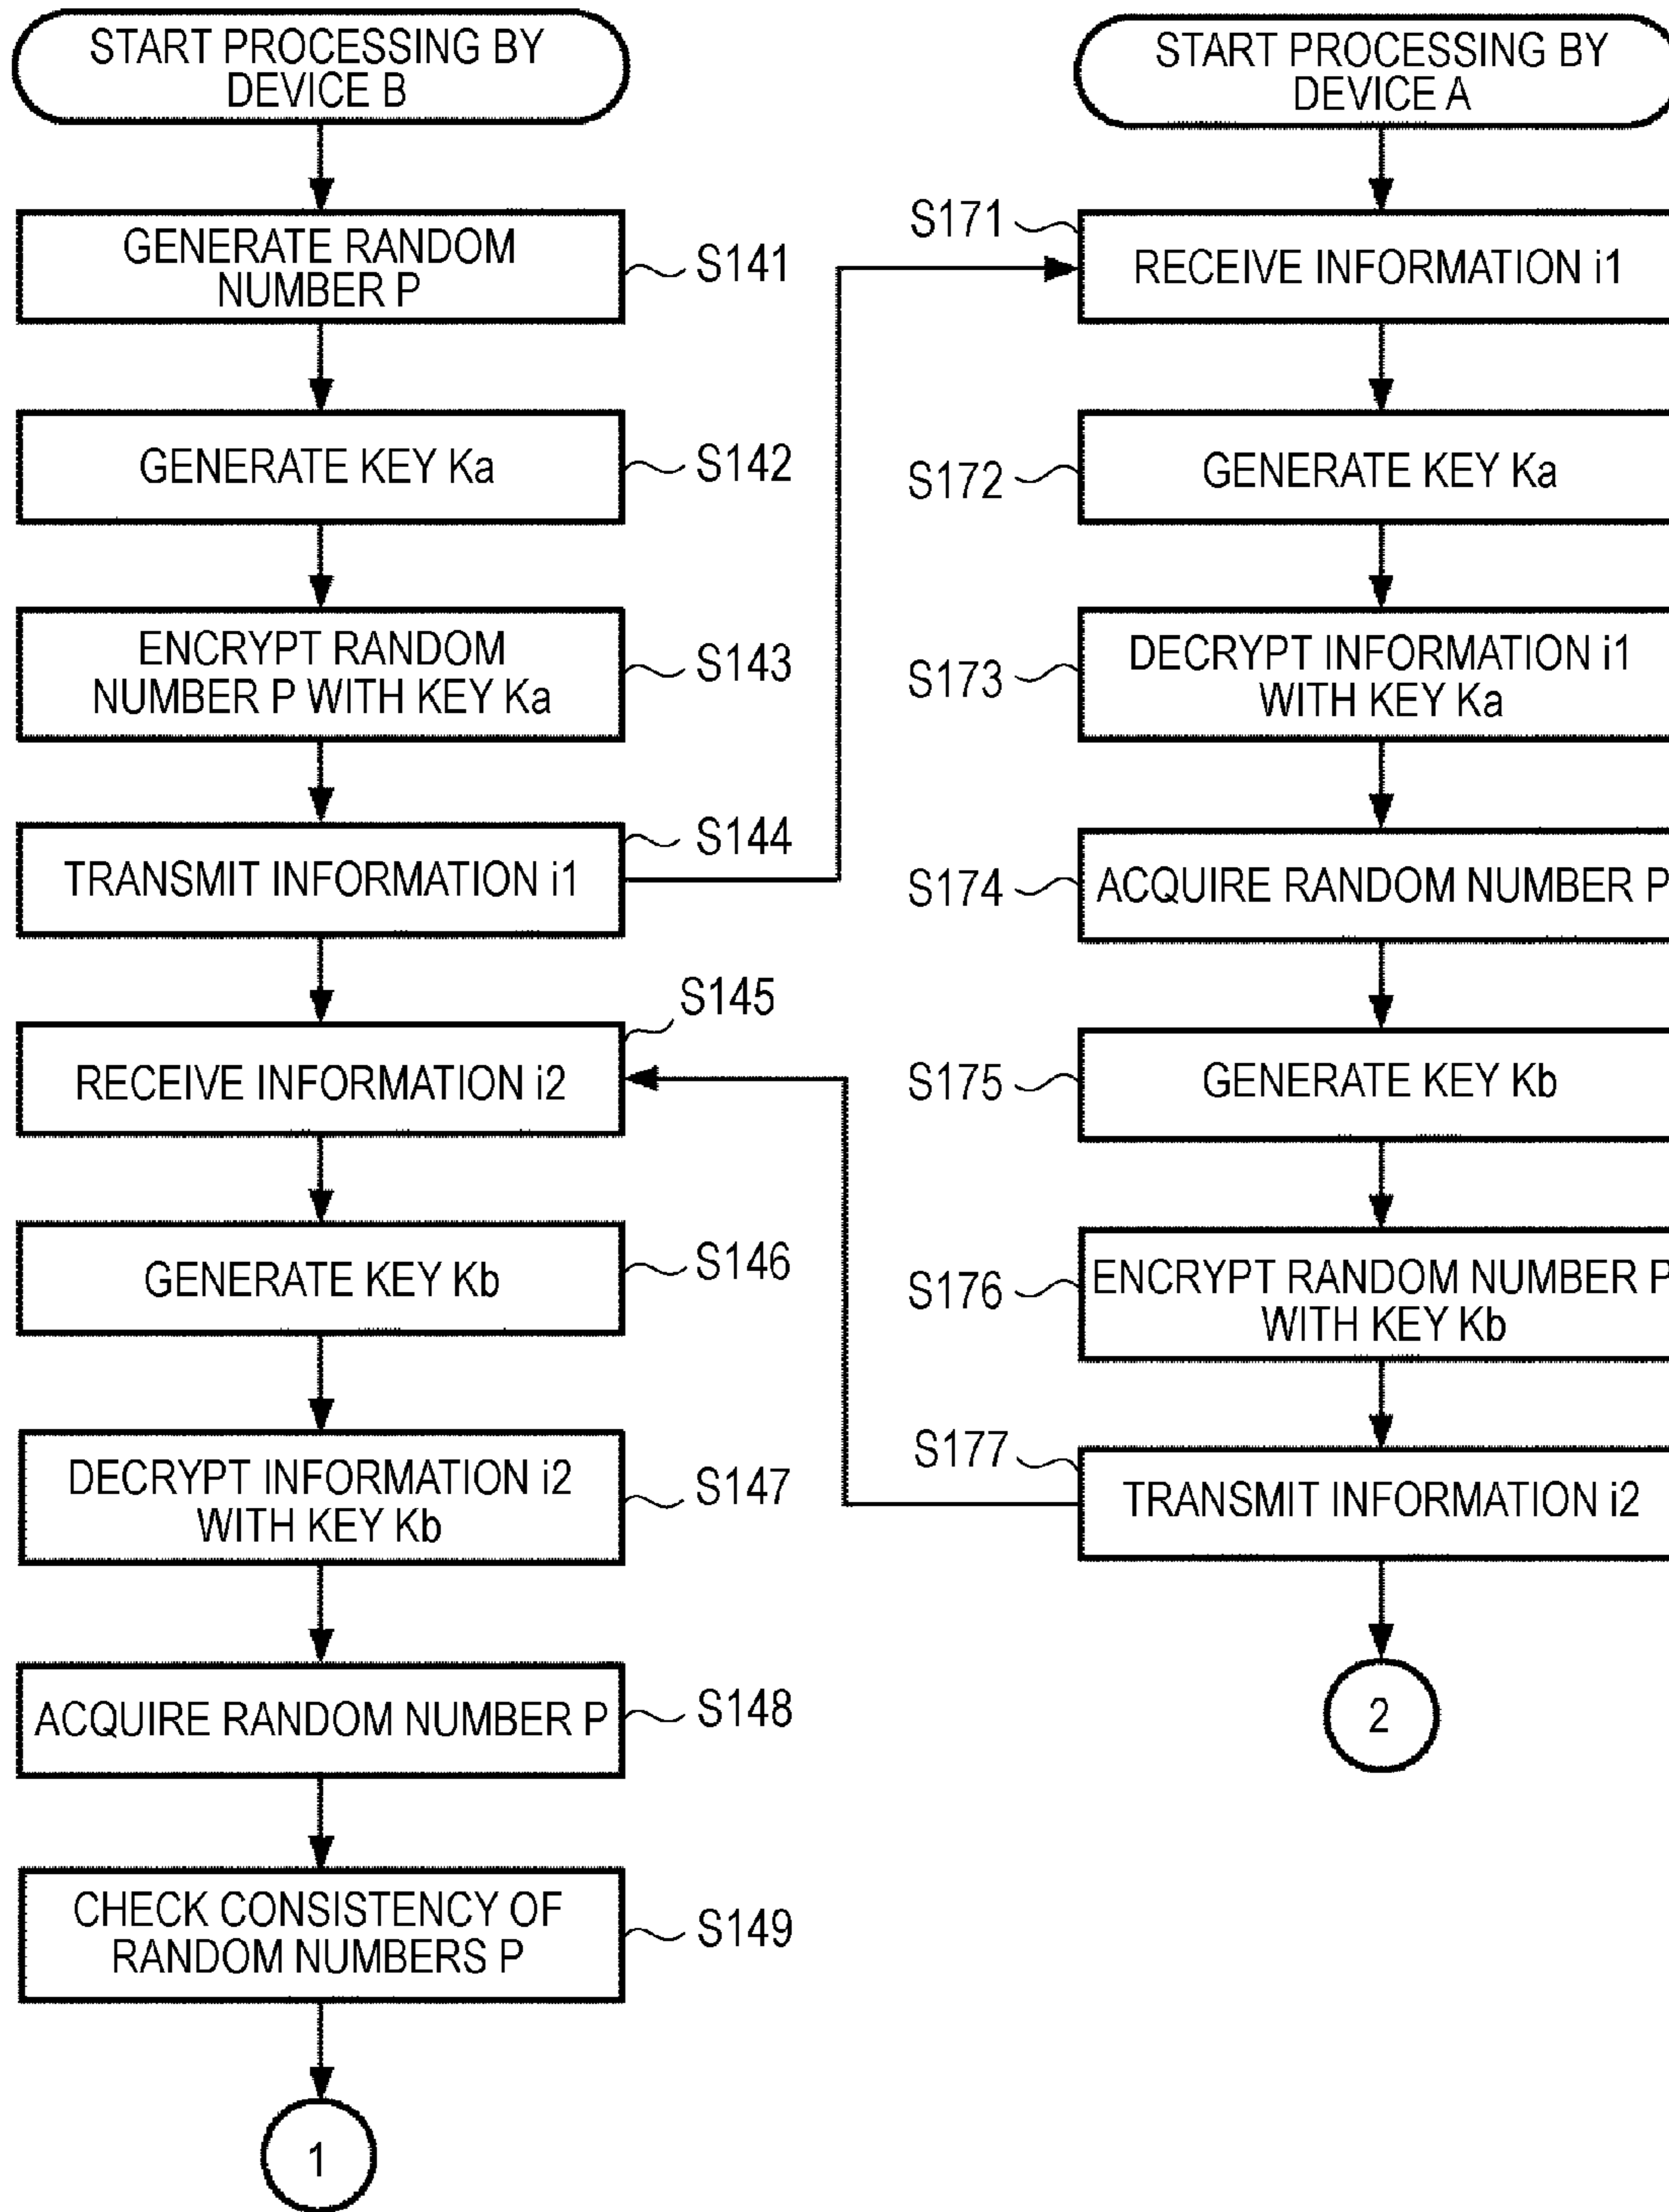 START PROCESSING BY
DEVICE B
GENERATE RANDOM
NUMBER P
S141
GENERATE KEY Ka
S142
ENCRYPT RANDOM
NUMBER P WITH KEY Ka
S143
TRANSMIT INFORMATION i1
S144
RECEIVE INFORMATION i2
S145
GENERATE KEY Kb
S146
DECRYPT INFORMATION i2
WITH KEY Kb
S147
ACQUIRE RANDOM NUMBER P
S148
CHECK CONSISTENCY OF
RANDOM NUMBERS P
S149
1
START PROCESSING BY
DEVICE A
S171
RECEIVE INFORMATION i1
S172
GENERATE KEY Ka
S173
DECRYPT INFORMATION i1
WITH KEY Ka
S174
ACQUIRE RANDOM NUMBER P
S175
GENERATE KEY Kb
S176
ENCRYPT RANDOM NUMBER P
WITH KEY Kb
S177
TRANSMIT INFORMATION i2
2